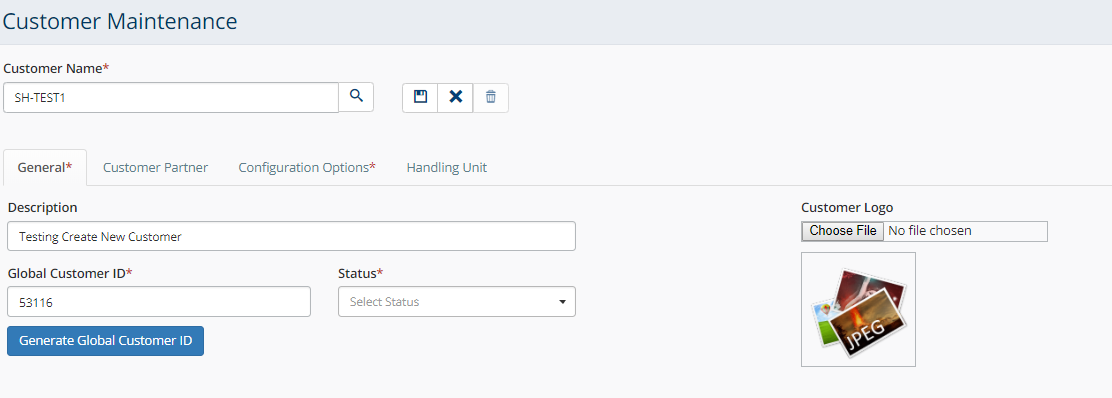 Customer Maintenance
Customer Name*
SH-TEST1
General*
Customer Partner
Configuration Options*
Handling Unit
Description
Testing Create New Customer
Customer Logo
Choose File No file chosen
Global Customer ID*
Status*
53116
Select Status
Generate Global Customer ID
JPEG